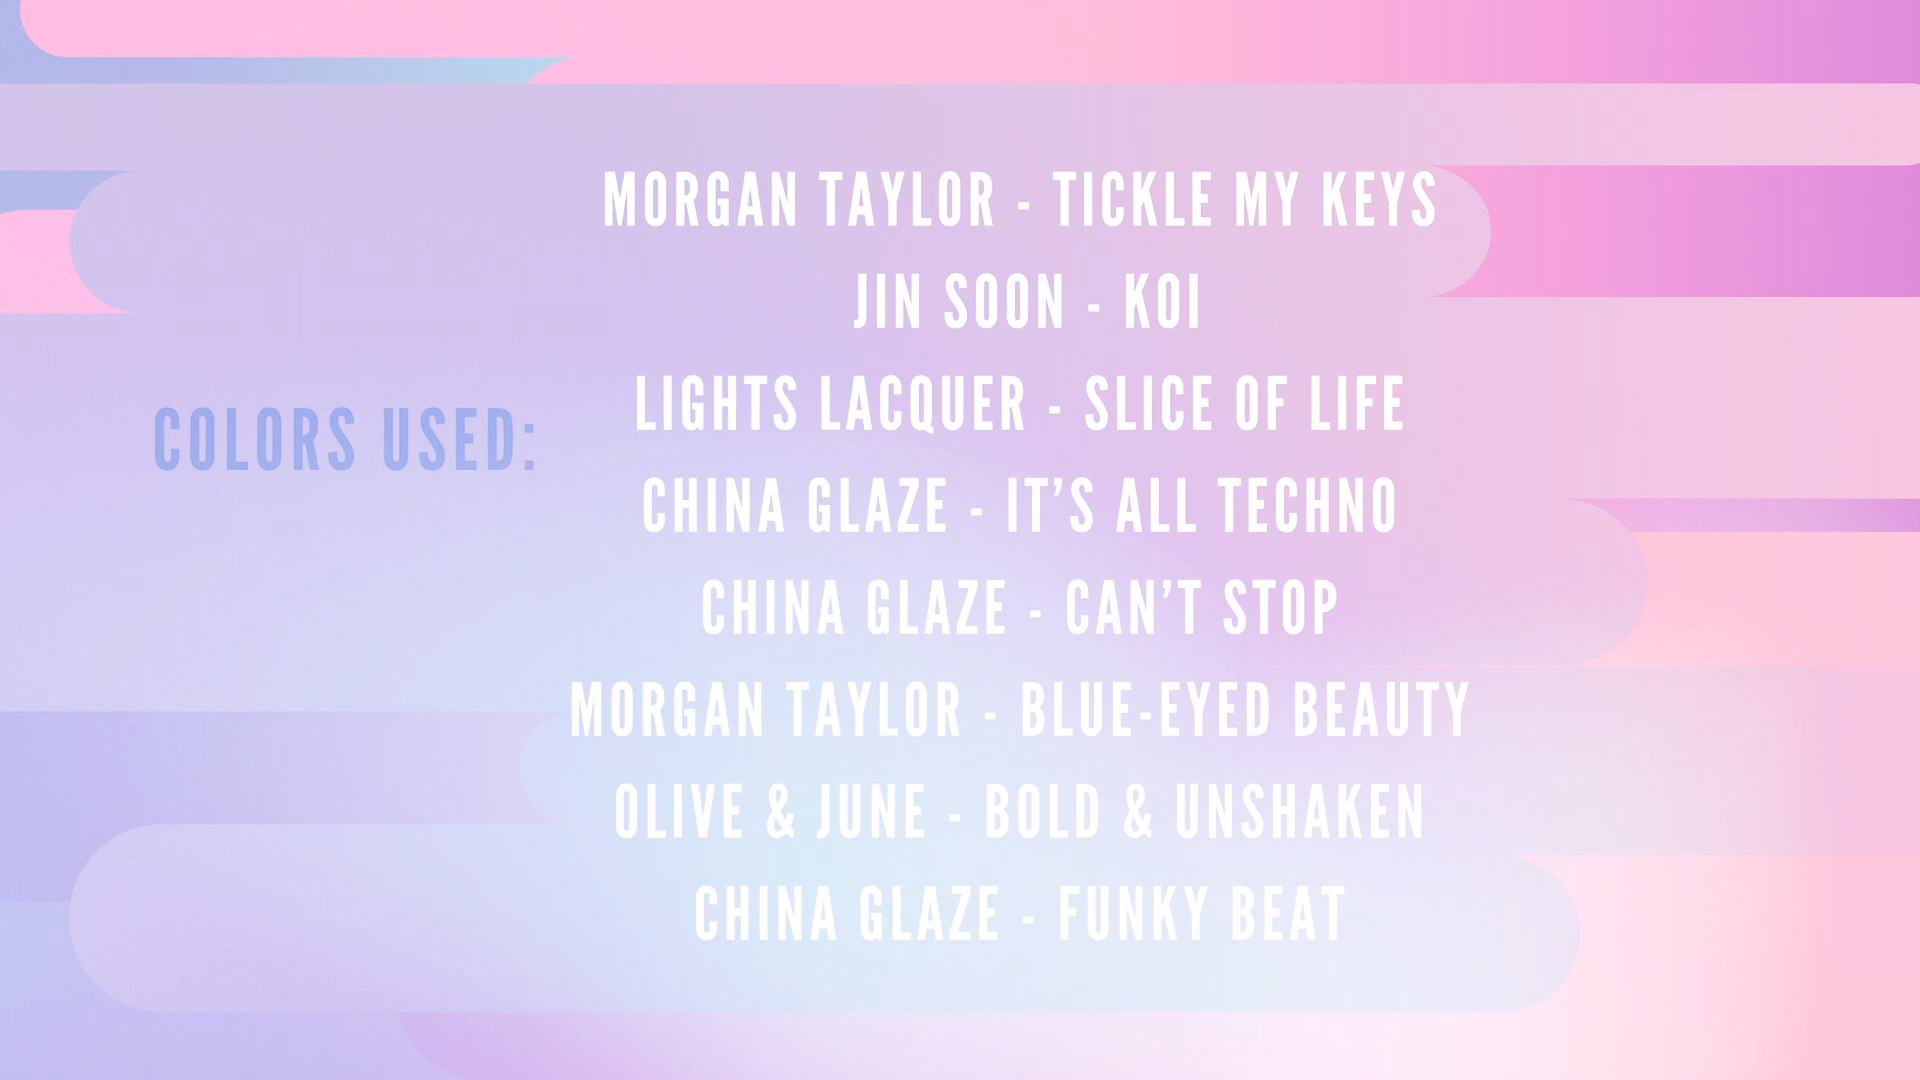 COLORS USED:
MORGAN TAYLOR - TICKLE MY KEYS
JIN SOON - KOI
LIGHTS LACQUER - SLICE OF LIFE
CHINA GLAZE - IT’S ALL TECHNO
CHINA GLAZE - CAN’T STOP
MORGAN TAYLOR - BLUE-EYED BEAUTY
OLIVE & JUNE - BOLD & UNSHAKEN
CHINA GLAZE - FUNKY BEAT